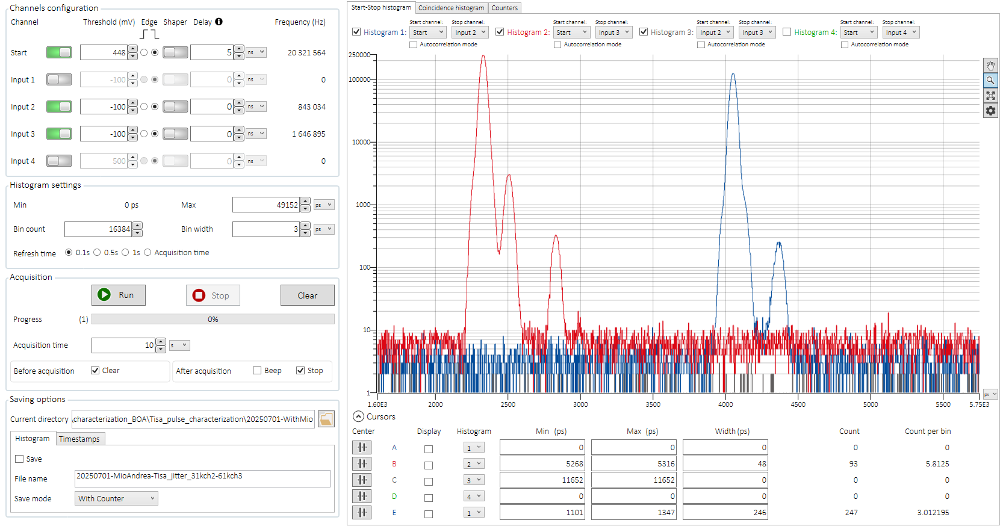 Channels configuration
Channel Threshold (mV) Edge Shaper Delay Frequency (Hz)
Start 448 5 ns 20 321 564
Input 1 -100 0 ns 0
Input 2 -100 0 ns 843 034
Input 3 -100 0 ns 1 646 895
Input 4 500 0 ns 0
Histogram settings
Min 0 ps Max 49152 ps
Bin count 16384 Bin width 3 ps
Refresh time 0.1s 0.5s 1s Acquisition time
Acquisition
Run Stop Clear
Progress (1) 0%
Acquisition time 10 s
Before acquisition Clear After acquisition Beep Stop
Saving options
Current directory .characterization_BOA\Tisa_pulse_characterization\20250701-WithMio
Histogram Timestamps
Save
File name 20250701-MioAndrea-Tisa_jitter_31kch2-61kch3
Save mode With Counter
Start-Stop histogram Coincidence histogram Counters
Start channel: Stop channel: Start channel: Stop channel: Start channel: Stop channel: Start channel: Stop channel:
Histogram 1: Start Input 2 Histogram 2: Start Input 3 Histogram 3: Input 2 Input 3 Histogram 4: Start Input 4
Autocorrelation mode Autocorrelation mode Autocorrelation mode Autocorrelation mode
250000
100000
10000
1000
100
10
1
1.60E3 2000 2500 3000 3500 4000 4500 5000 5500 5.75E3
ps
Cursors
Center Display Histogram Min (ps) Max (ps) Width (ps) Count Count per bin
A 1 0 0 0 0 0
B 2 5268 5316 48 93 5.8125
C 3 11652 11652 0 0 0
D 4 0 0 0 0 0
E 1 1101 1347 246 247 3.012195